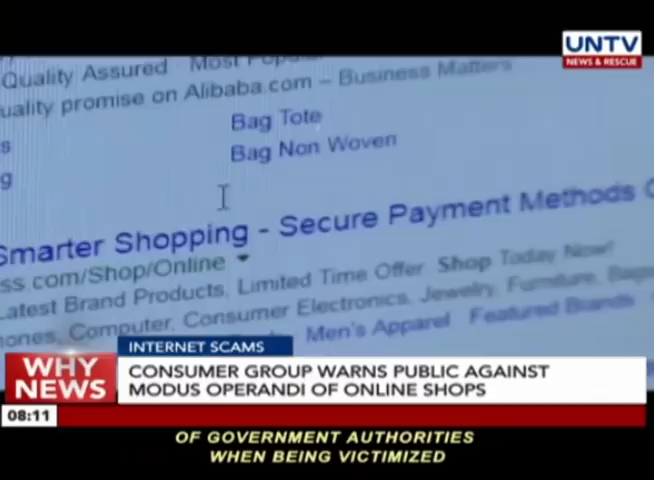 UNTV
NEWS & RESCUE
Quality Assured Most
uality promise on Alibaba.com – Business Matters
s
Bag Tote
g
Bag Non Woven
Smarter Shopping - Secure Payment Methods
ss.com/Shop/Online
Latest Brand Products, Limited Time Offer. Shop Today Now!
ones, Computer, Consumer Electronics, Jewelry, Furniture,
Men's Apparel Featured Brands
INTERNET SCAMS
WHY
NEWS
CONSUMER GROUP WARNS PUBLIC AGAINST
MODUS OPERANDI OF ONLINE SHOPS
08:11
OF GOVERNMENT AUTHORITIES
WHEN BEING VICTIMIZED